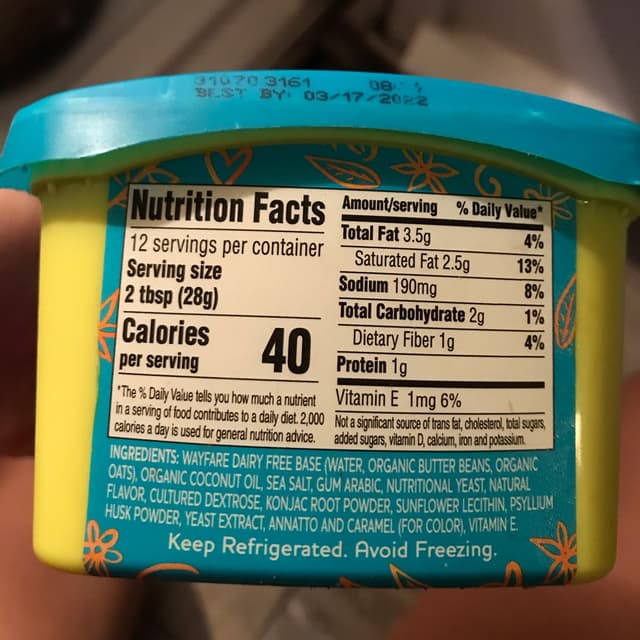 31070 3161 08
BEST BY: 03/17/2022
Nutrition Facts
12 servings per container
Serving size
2 tbsp (28g)
Calories
per serving
40
*The % Daily Value tells you how much a nutrient
in a serving of food contributes to a daily diet. 2,000
calories a day is used for general nutrition advice.
Amount/serving % Daily Value*
Total Fat 3.5g 4%
Saturated Fat 2.5g 13%
Sodium 190mg 8%
Total Carbohydrate 2g 1%
Dietary Fiber 1g 4%
Protein 1g
Vitamin E 1mg 6%
Not a significant source of trans fat, cholesterol, total sugars,
added sugars, vitamin D, calcium, iron and potassium.
INGREDIENTS: WAYFARE DAIRY FREE BASE (WATER, ORGANIC BUTTER BEANS, ORGANIC
OATS), ORGANIC COCONUT OIL, SEA SALT, GUM ARABIC, NUTRITIONAL YEAST, NATURAL
FLAVOR, CULTURED DEXTROSE, KONJAC ROOT POWDER, SUNFLOWER LECITHIN, PSYLLIUM
HUSK POWDER, YEAST EXTRACT, ANNATTO AND CARAMEL (FOR COLOR), VITAMIN E.
Keep Refrigerated. Avoid Freezing.